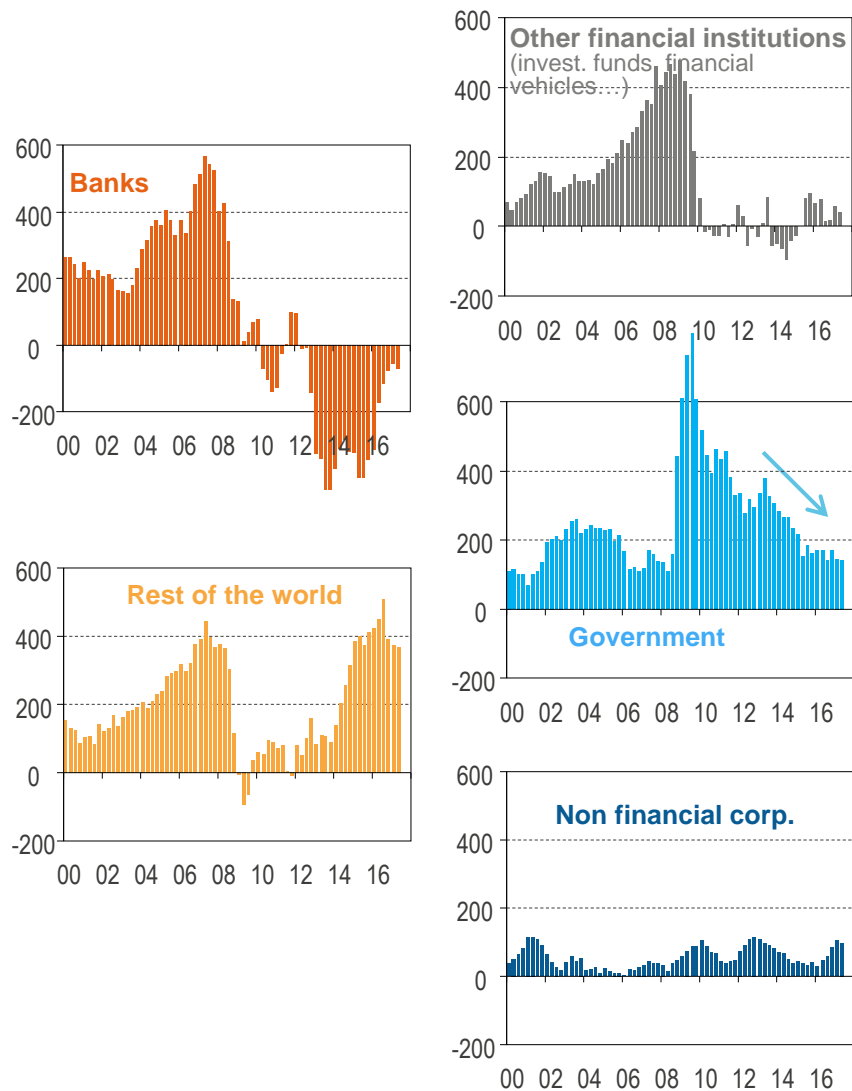 600
Banks
400
200
0
-200
00 02 04 06 08 10 12 14 16
600
Rest of the world
400
200
0
-200
00 02 04 06 08 10 12 14 16
600
Other financial institutions
(invest. funds, financial
vehicles…)
400
200
0
-200
00 02 04 06 08 10 12 14 16
600
400
200
0
Government
-200
00 02 04 06 08 10 12 14 16
600
Non financial corp.
400
200
0
-200
00 02 04 06 08 10 12 14 16